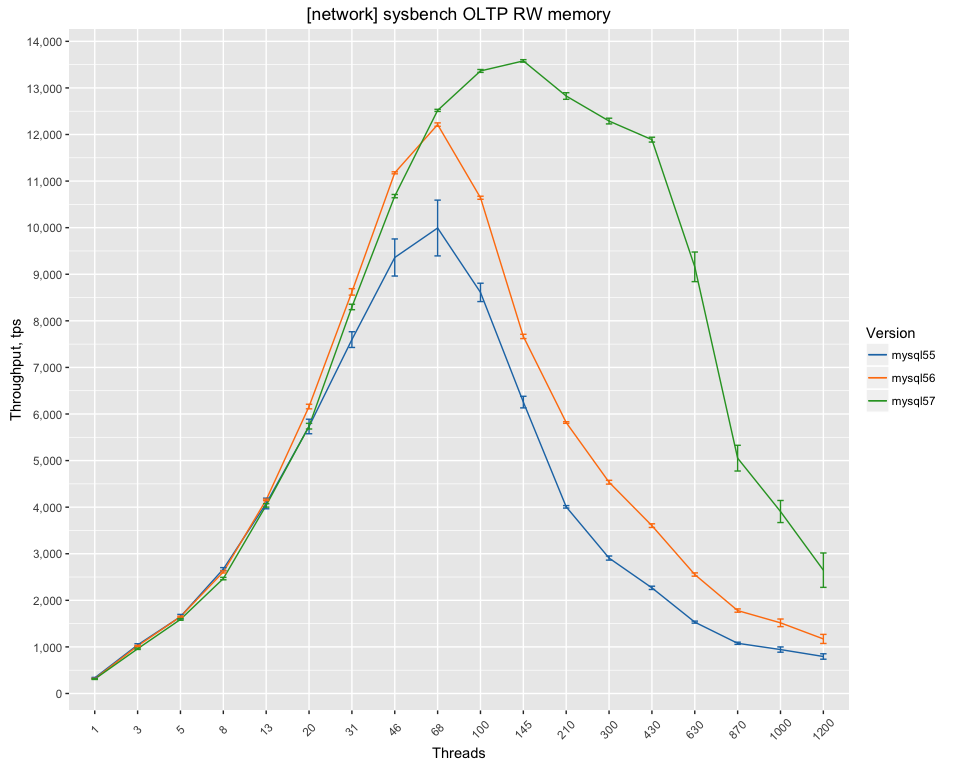 [network] sysbench OLTP RW memory
14,000
13,000
12,000
11,000
10,000
9,000
8,000
7,000
6,000
5,000
4,000
3,000
2,000
1,000
0
Throughput, tps
1 3 5 8 13 20 31 46 68 100 145 210 300 430 630 870 1000 1200
Threads
Version
mysql55
mysql56
mysql57